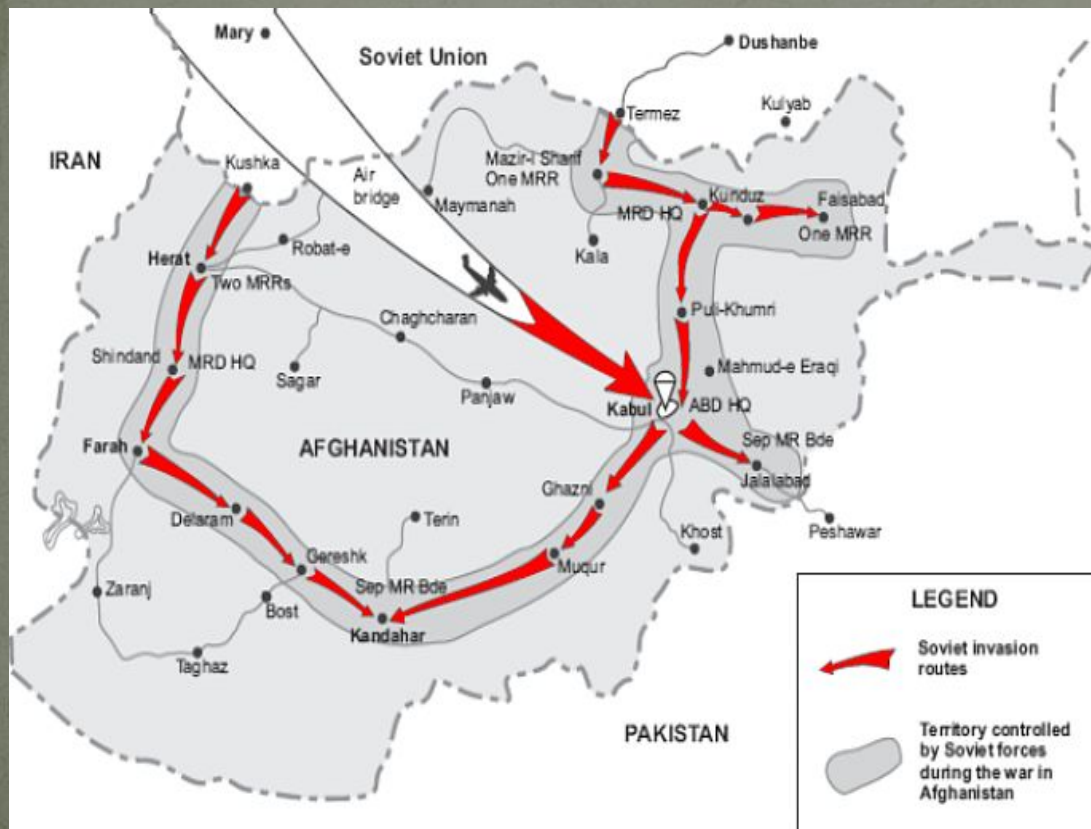 Mary
Soviet Union
Dushanbe
Kulyab
Termez
IRAN
Kushka
Air
bridge
Mazir-i Sharif
One MRR
Maymanah
Kunduz
Faisabad
MRD HQ
One MRR
Robat-e
Kala
Herat
Two MRRs
Puli-Khumri
Chaghcharan
Shindand
MRD HQ
Sagar
Panjaw
Mahmud-e Eraqi
Kabul
ABD HQ
Farah
AFGHANISTAN
Sep MR Bde
Jalalabad
Ghazni
Delaram
Terin
Khost
Peshawar
Gereshk
Muqur
Zaranj
Bost
Sep MR Bde
Kandahar
Taghaz
PAKISTAN
LEGEND
Soviet invasion
routes
Territory controlled
by Soviet forces
during the war in
Afghanistan